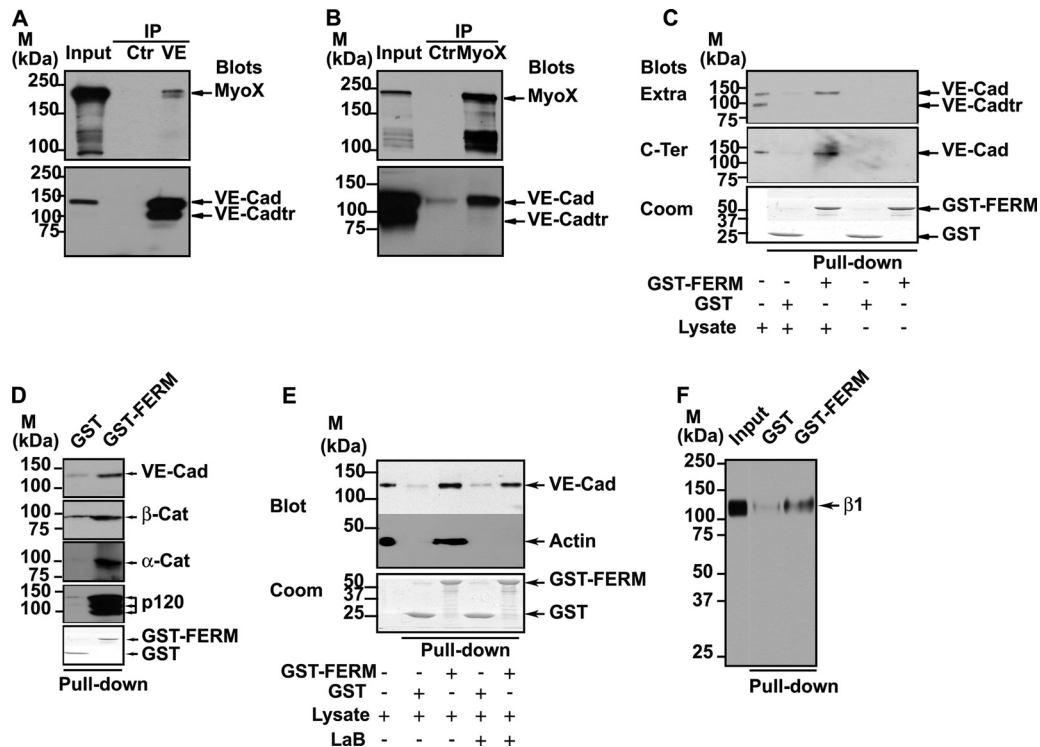 A
M
(kDa)
IP
Input Ctr VE
Blots
250
150
100
MyoX
150
100
75
VE-Cad
VE-Cadtr
B
M
(kDa)
IP
Input CtrMyoX
Blots
250
150
100
MyoX
150
100
75
VE-Cad
VE-Cadtr
C
M
(kDa)
Blots
Extra
150
100
75
VE-Cad
VE-Cadtr
C-Ter
150
100
75
VE-Cad
Coom
50
37
25
GST-FERM
GST
Pull-down
GST-FERM - - + - +
GST - + - + -
Lysate + + + - -
D
M
(kDa)
GST
GST-FERM
150
100
VE-Cad
100
75
β-Cat
100
75
α-Cat
150
100
p120
GST-FERM
GST
Pull-down
E
M
(kDa)
Blot
150
100
VE-Cad
50
Actin
Coom
50
37
25
GST-FERM
GST
Pull-down
GST-FERM - - + - +
GST - + - + -
Lysate + + + + +
LaB - - - + +
F
M
(kDa)
Input
GST
GST-FERM
250
150
100
75
50
37
25
β1
Pull-down